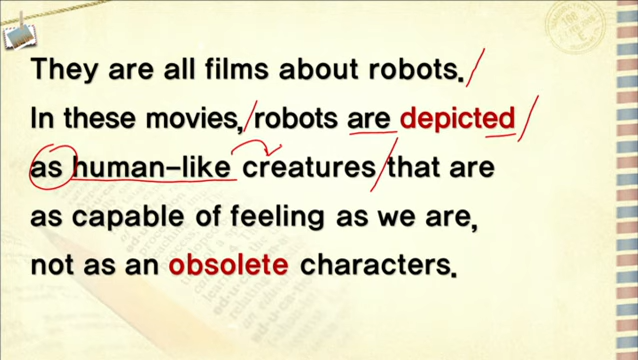 They are all films about robots.
In these movies, robots are depicted
as human-like creatures that are
as capable of feeling as we are,
not as an obsolete characters.